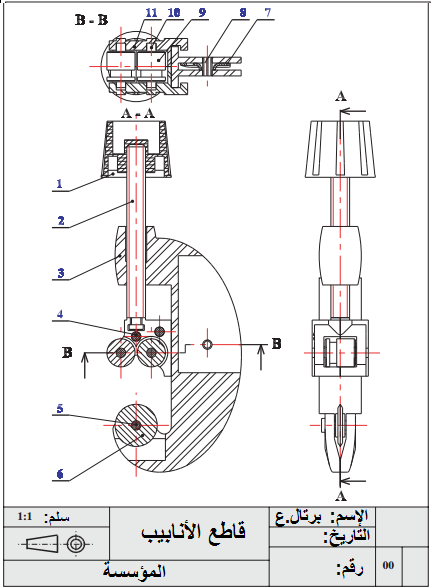 B - B
11 10 9 8 7
A - A
A
1
2
3
4
B B
5
6
A
سلم: 1:1
قاطع الأنابيب
الإسم: برتال.ع
التاريخ:
المؤسسة
رقم: 00